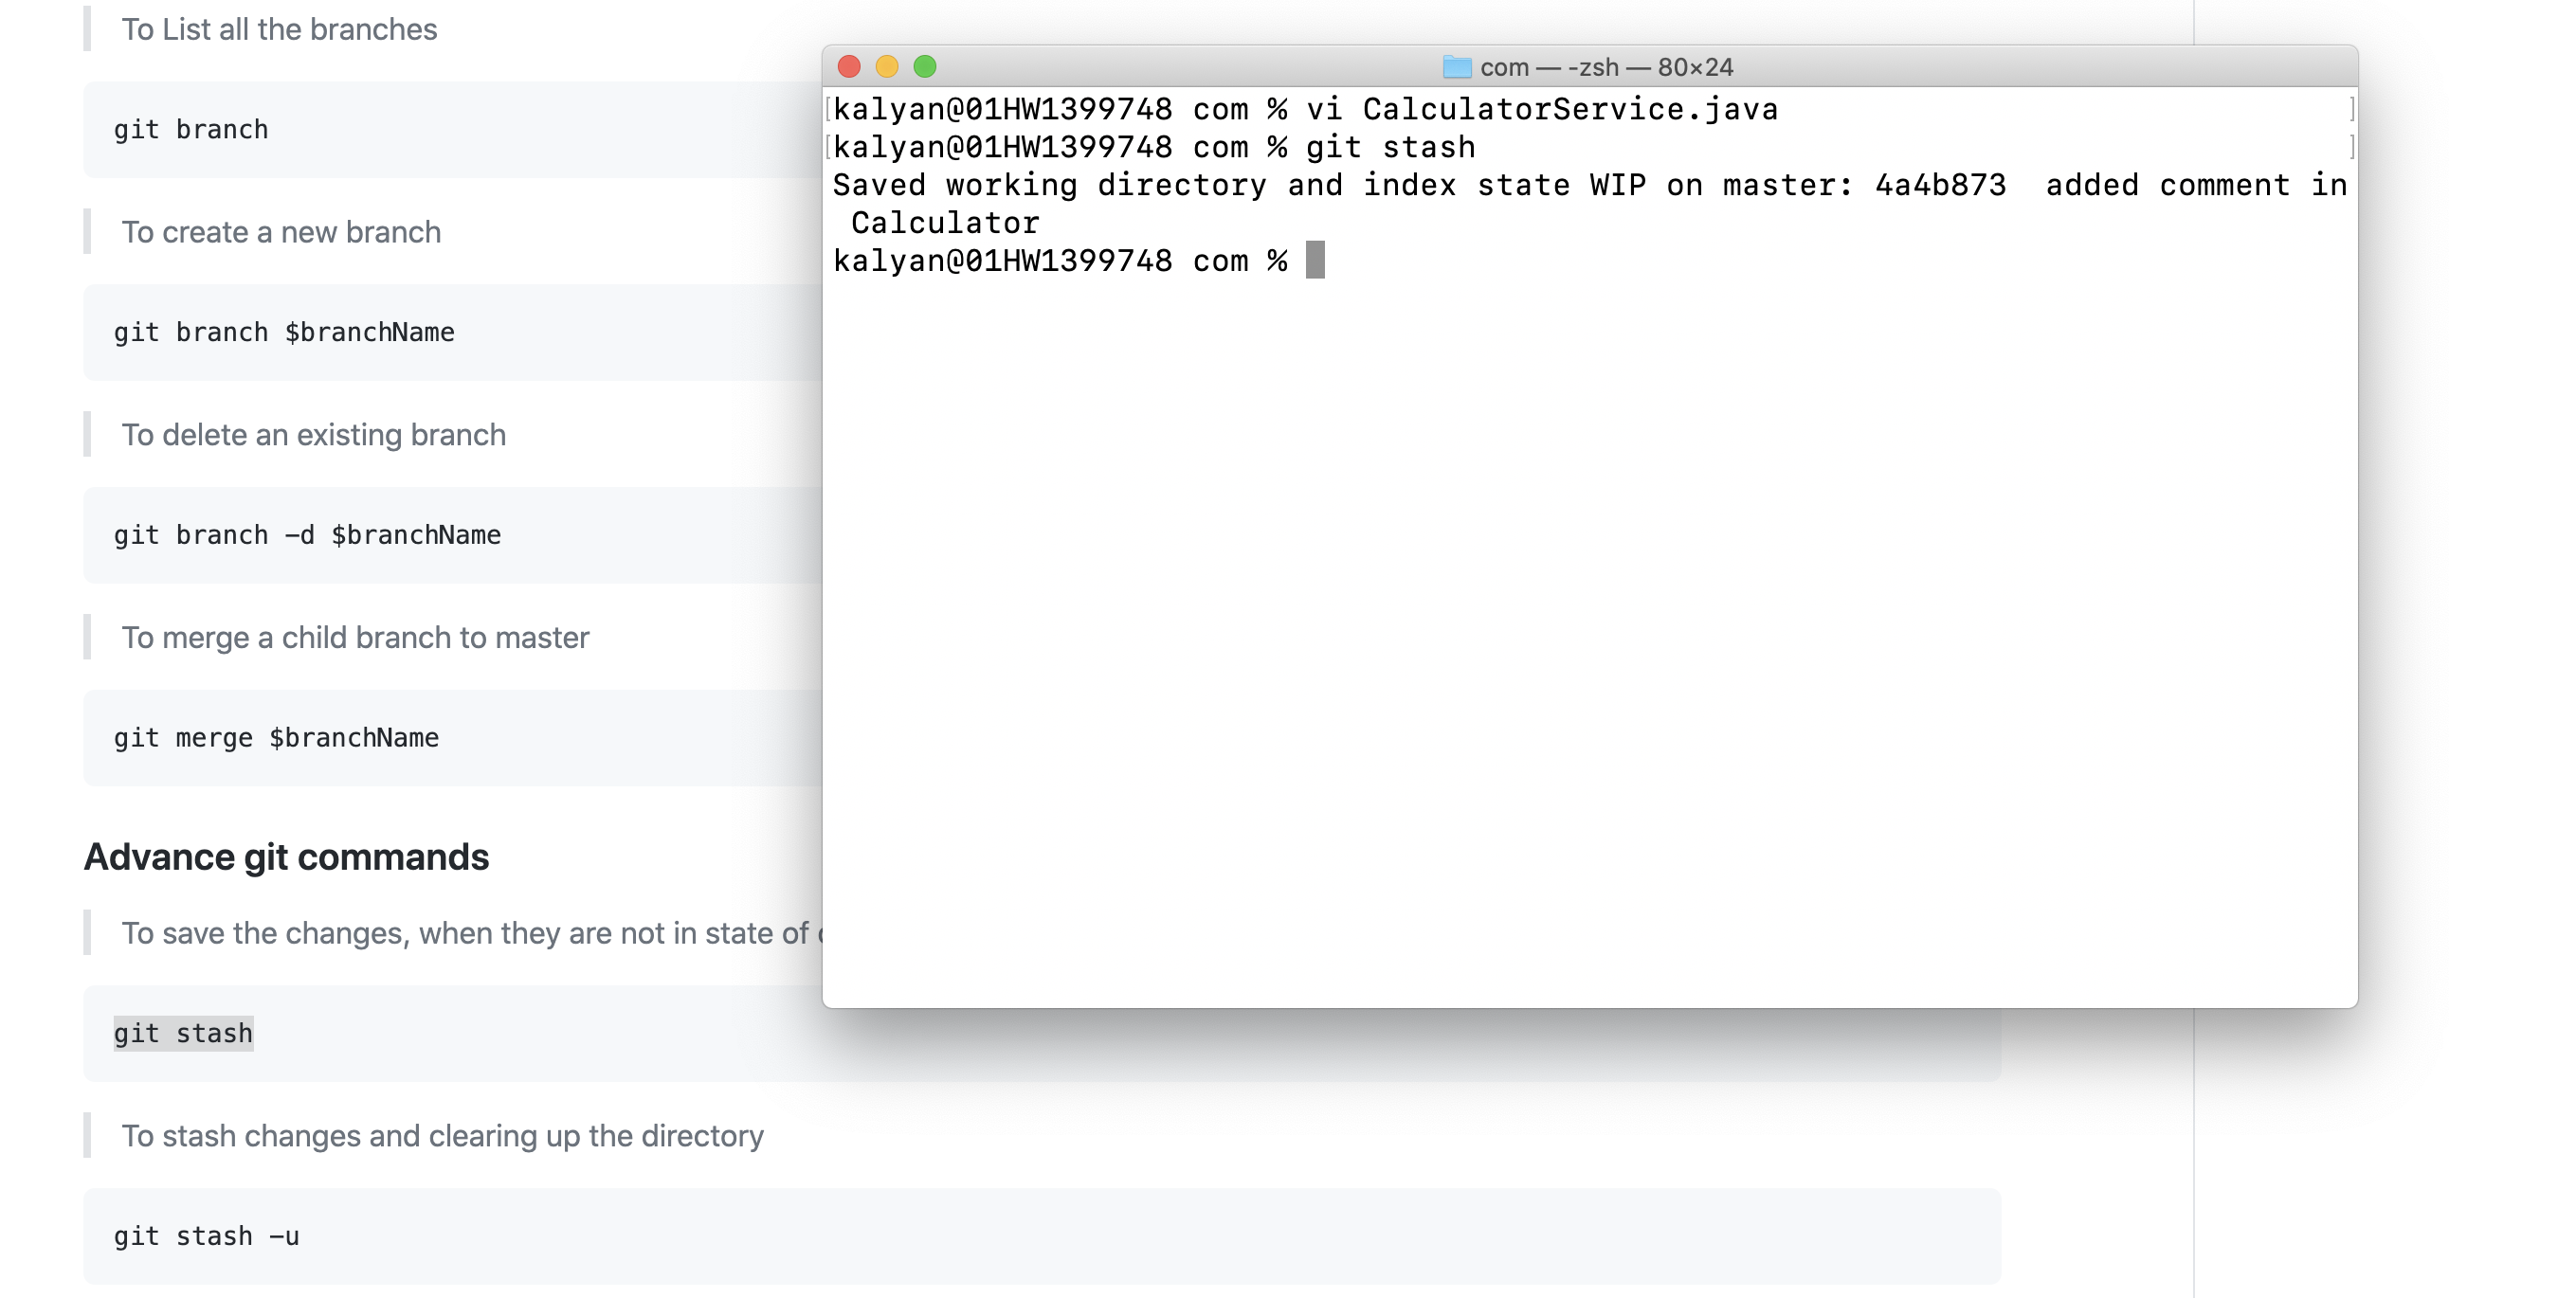 To List all the branches
git branch
To create a new branch
git branch $branchName
To delete an existing branch
git branch -d $branchName
To merge a child branch to master
git merge $branchName
Advance git commands
To save the changes, when they are not in state of
git stash
To stash changes and clearing up the directory
git stash -u
com — -zsh — 80×24
[kalyan@01HW1399748 com % vi CalculatorService.java ]
[kalyan@01HW1399748 com % git stash ]
Saved working directory and index state WIP on master: 4a4b873  added comment in
 Calculator
kalyan@01HW1399748 com %